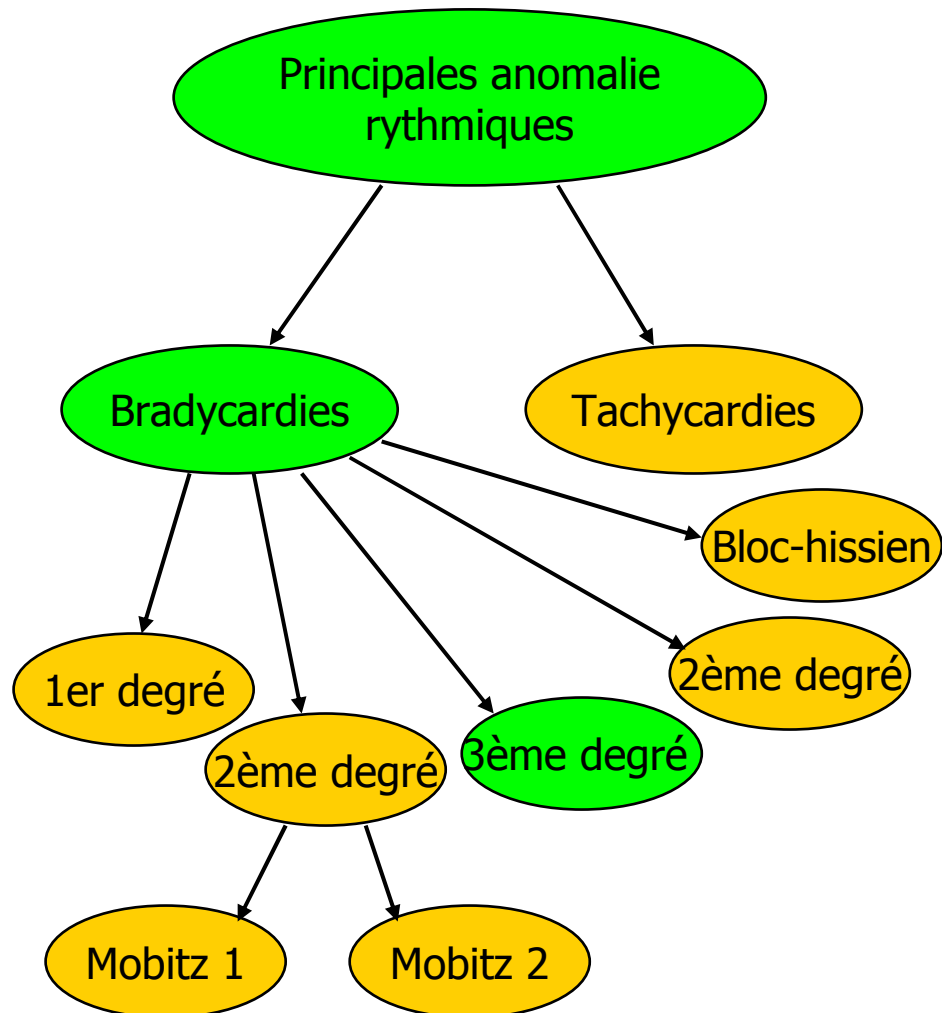 Principales anomalie
rythmiques
Bradycardies
Tachycardies
Bloc-hissien
1er degré
2ème degré
3ème degré
2ème degré
Mobitz 1
Mobitz 2